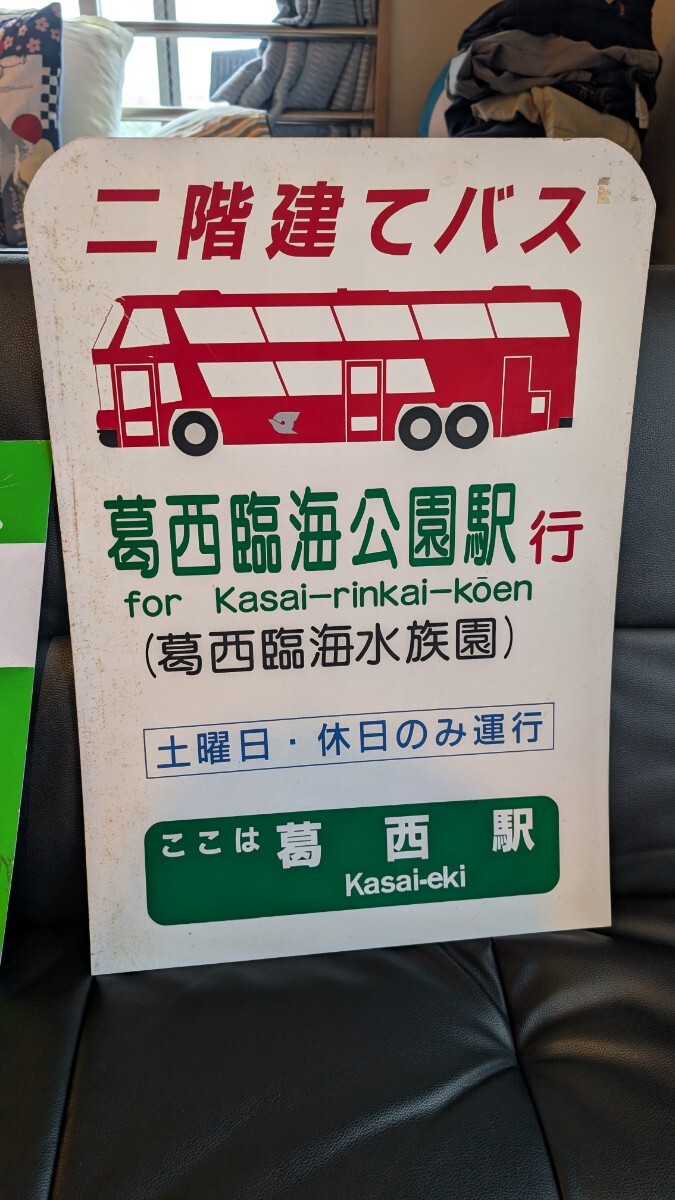 二階建てバス
葛西臨海公園駅行
for Kasai-rinkai-kōen
(葛西臨海水族園)
土曜日・休日のみ運行
ここは 葛西駅
Kasai-eki